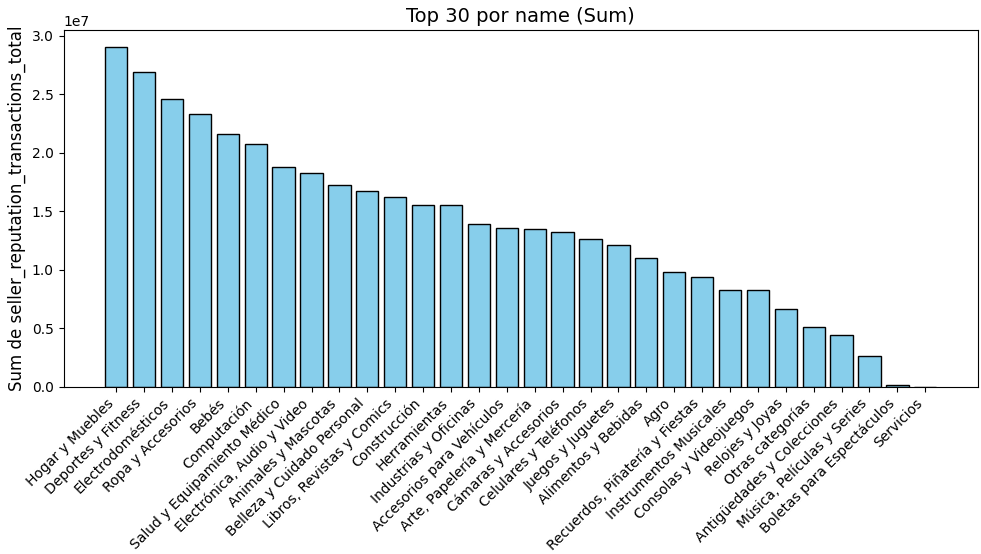 Top 30 por name (Sum)
1e7
Sum de seller_reputation_transactions_total
3.0
2.5
2.0
1.5
1.0
0.5
0.0
Hogar y Muebles
Deportes y Fitness
Electrodomésticos
Ropa y Accesorios
Bebés
Computación
Salud y Equipamiento Médico
Electrónica, Audio y Video
Animales y Mascotas
Belleza y Cuidado Personal
Libros, Revistas y Comics
Construcción
Herramientas
Industrias y Oficinas
Accesorios para Vehículos
Arte, Papelería y Mercería
Cámaras y Accesorios
Celulares y Teléfonos
Juegos y Juguetes
Alimentos y Bebidas
Agro
Recuerdos, Piñatería y Fiestas
Instrumentos Musicales
Consolas y Videojuegos
Relojes y Joyas
Otras categorías
Antigüedades y Colecciones
Música, Películas y Series
Boletas para Espectáculos
Servicios